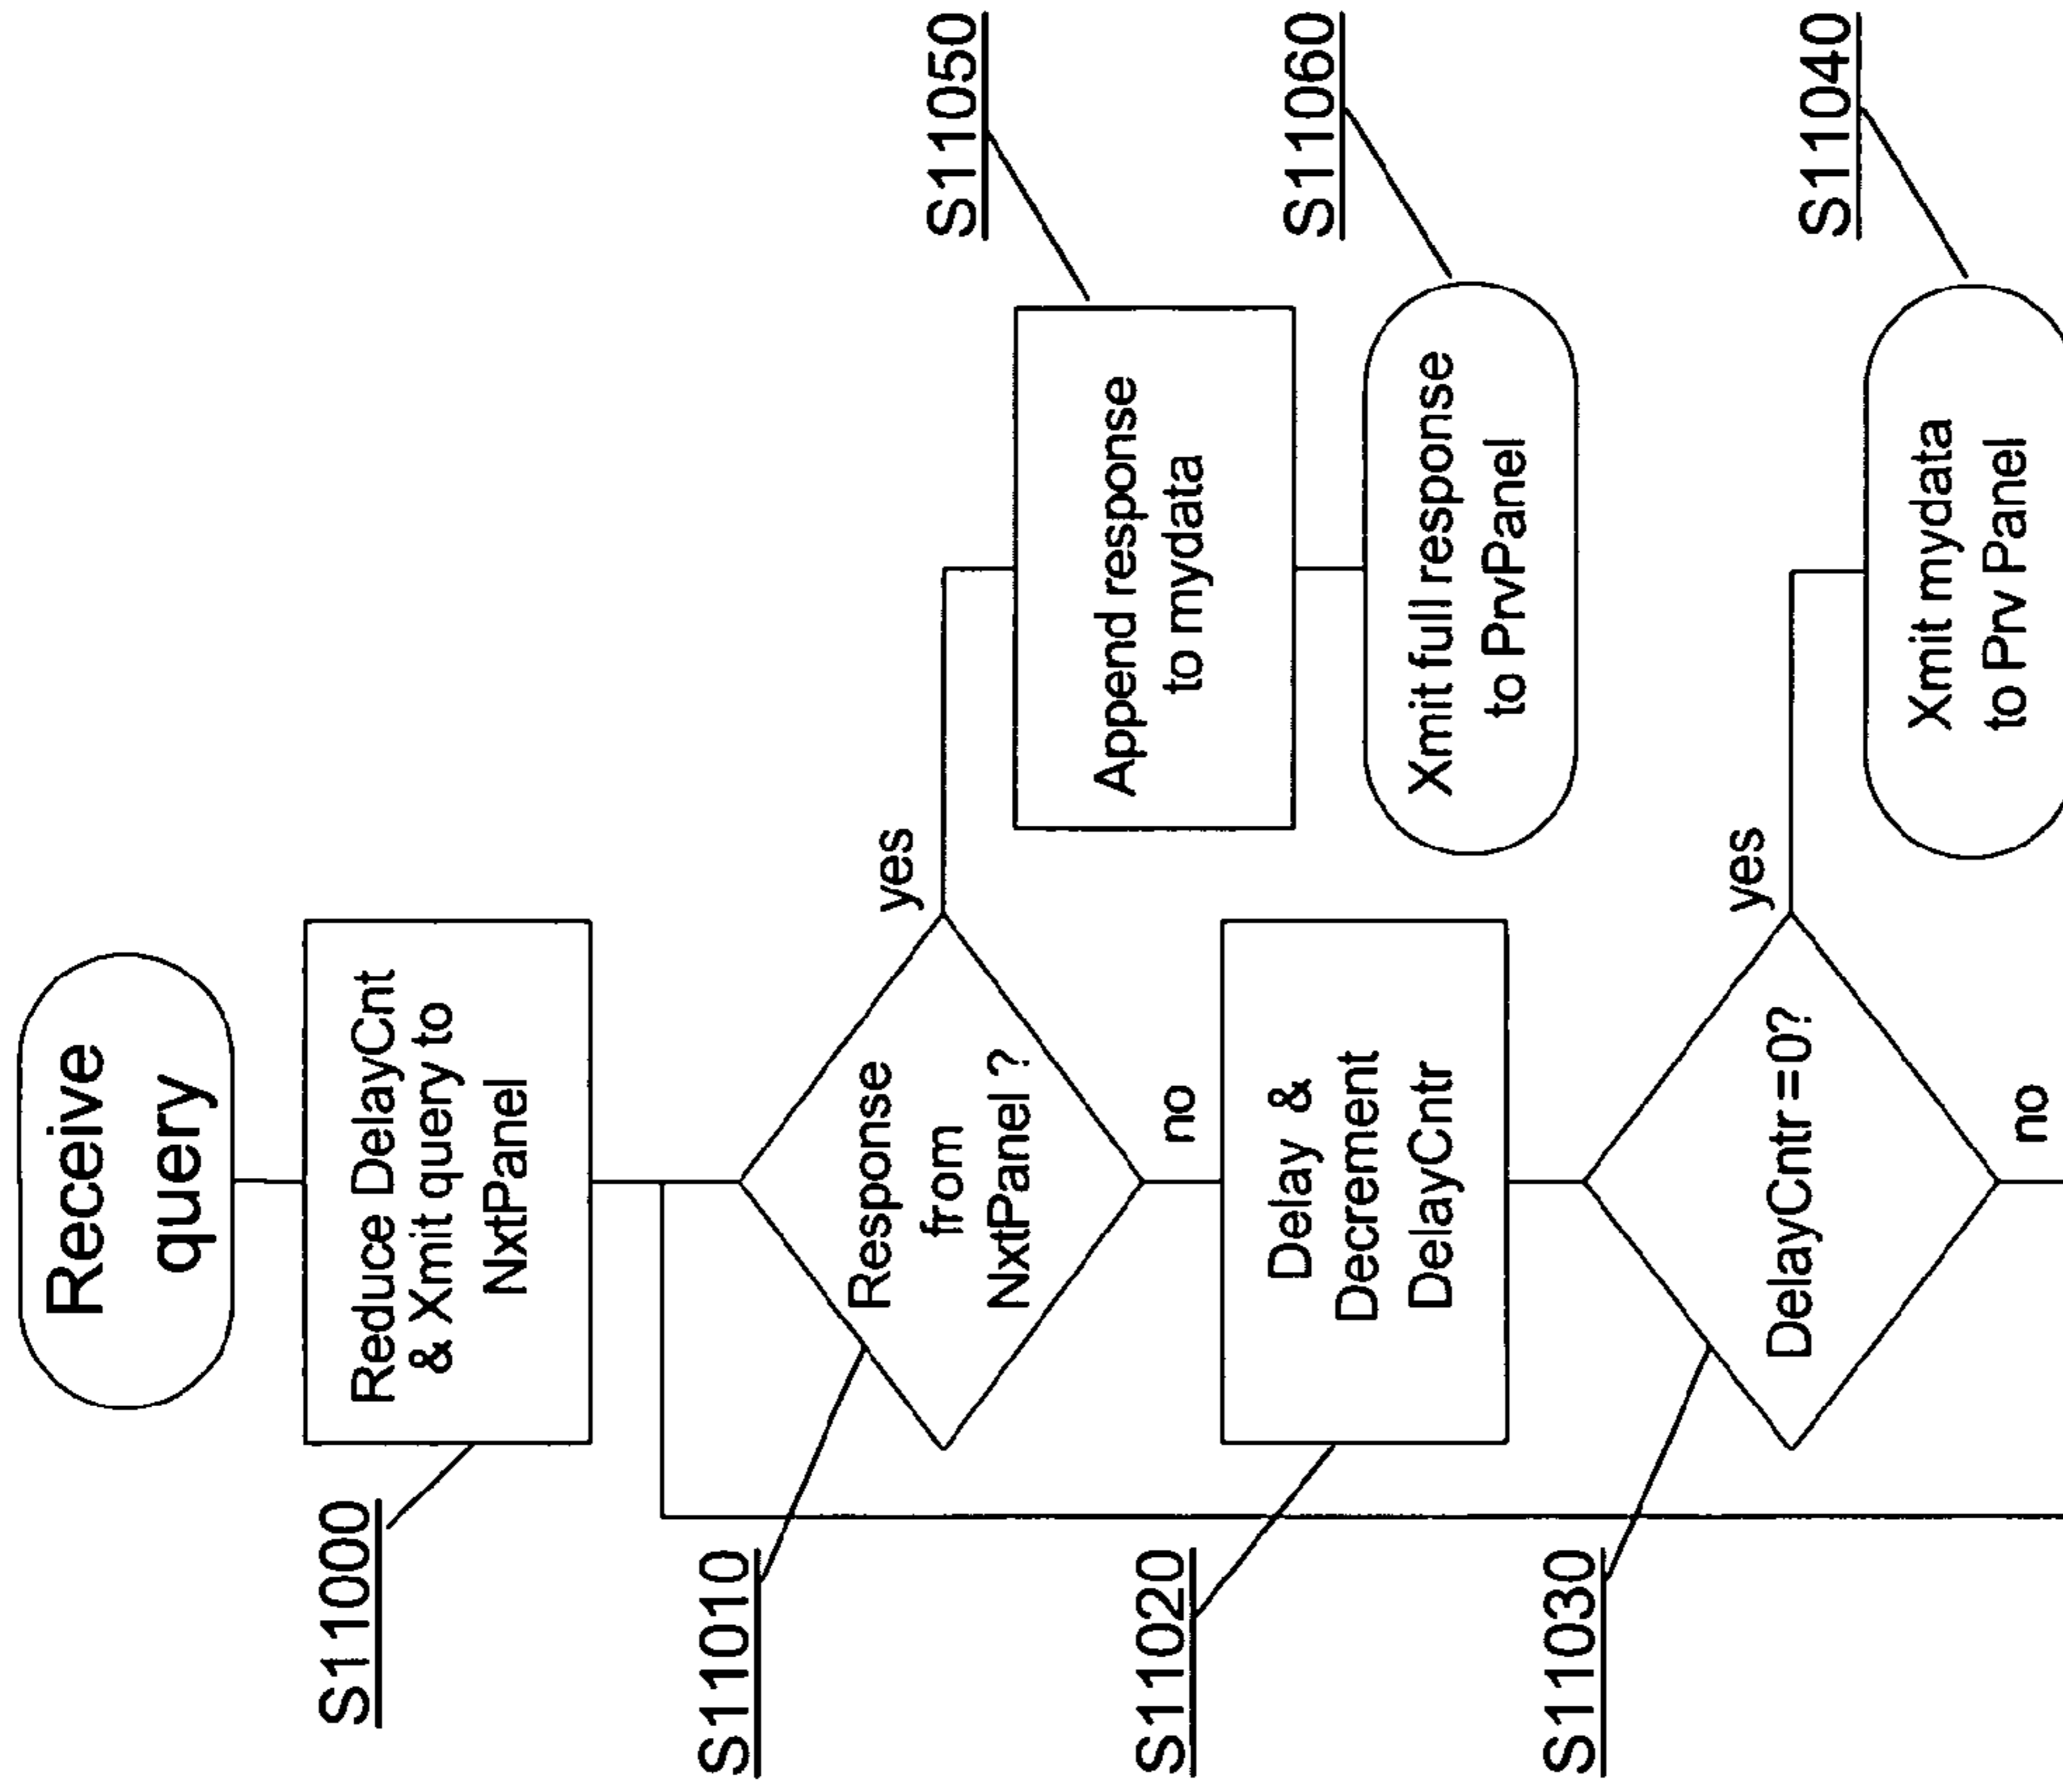 Receive
query
S11000
Reduce DelayCnt
& Xmit query to
NxtPanel
S11010
Response
from
NxtPanel ?
yes
no
S11050
Append response
to mydata
S11060
Xmit full response
to PrvPanel
S11020
Delay &
Decrement
DelayCntr
S11030
DelayCntr=0?
yes
no
S11040
Xmit mydata
to Prv Panel